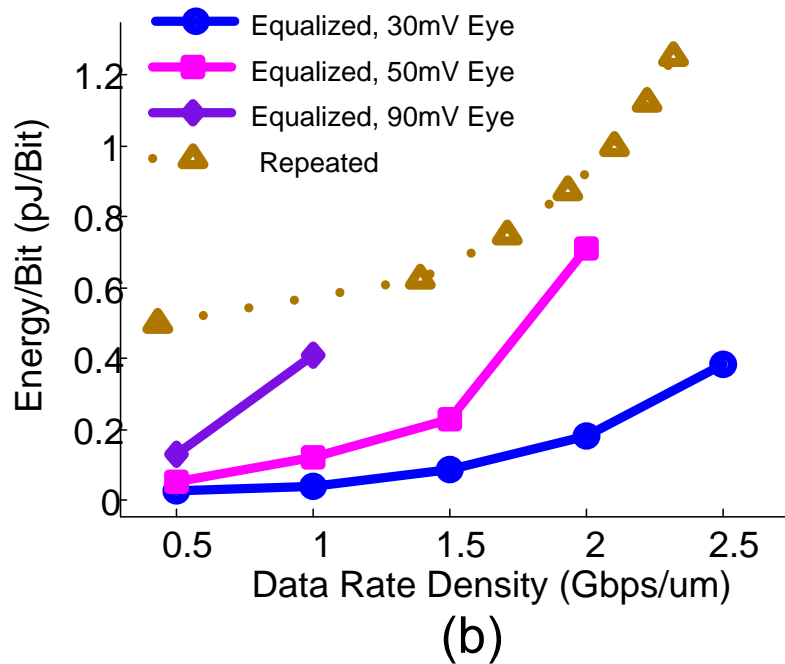 Equalized, 30mV Eye
Equalized, 50mV Eye
Equalized, 90mV Eye
Repeated
Energy/Bit (pJ/Bit)
1.2
1
0.8
0.6
0.4
0.2
0
0.5 1 1.5 2 2.5
Data Rate Density (Gbps/um)
(b)